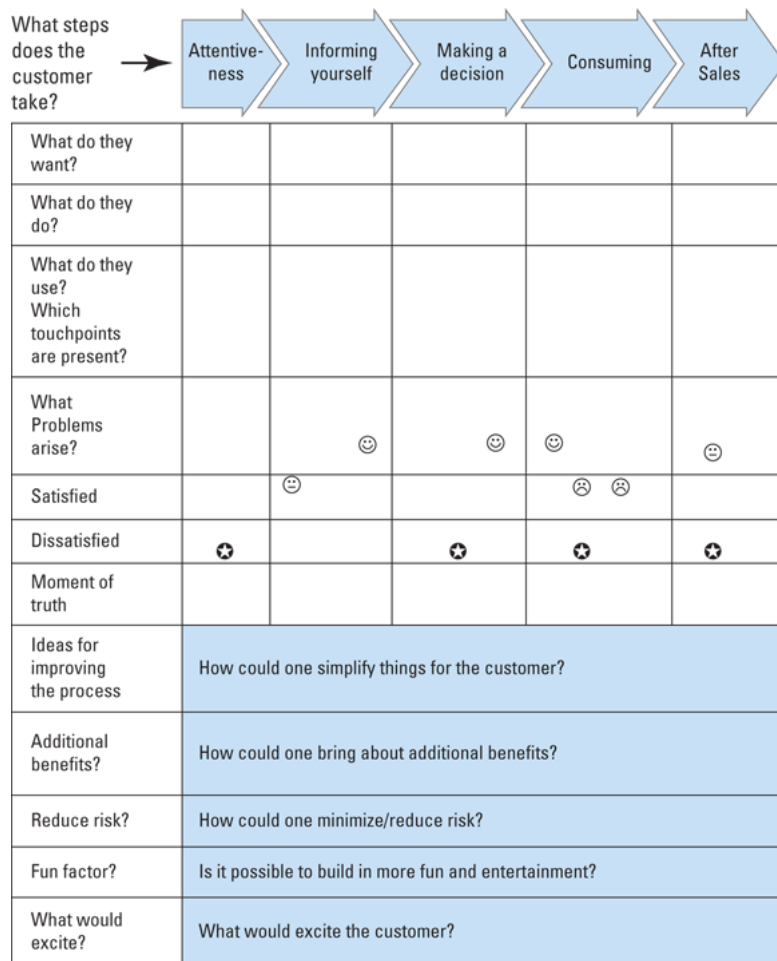 What steps
does the
customer
take?
Attentive-
ness
Informing
yourself
Making a
decision
Consuming
After
Sales
What do they
want?
What do they
do?
What do they
use?
Which
touchpoints
are present?
What
Problems
arise?
Satisfied
Dissatisfied
Moment of
truth
Ideas for
improving
the process
How could one simplify things for the customer?
Additional
benefits?
How could one bring about additional benefits?
Reduce risk?
How could one minimize/reduce risk?
Fun factor?
Is it possible to build in more fun and entertainment?
What would
excite?
What would excite the customer?